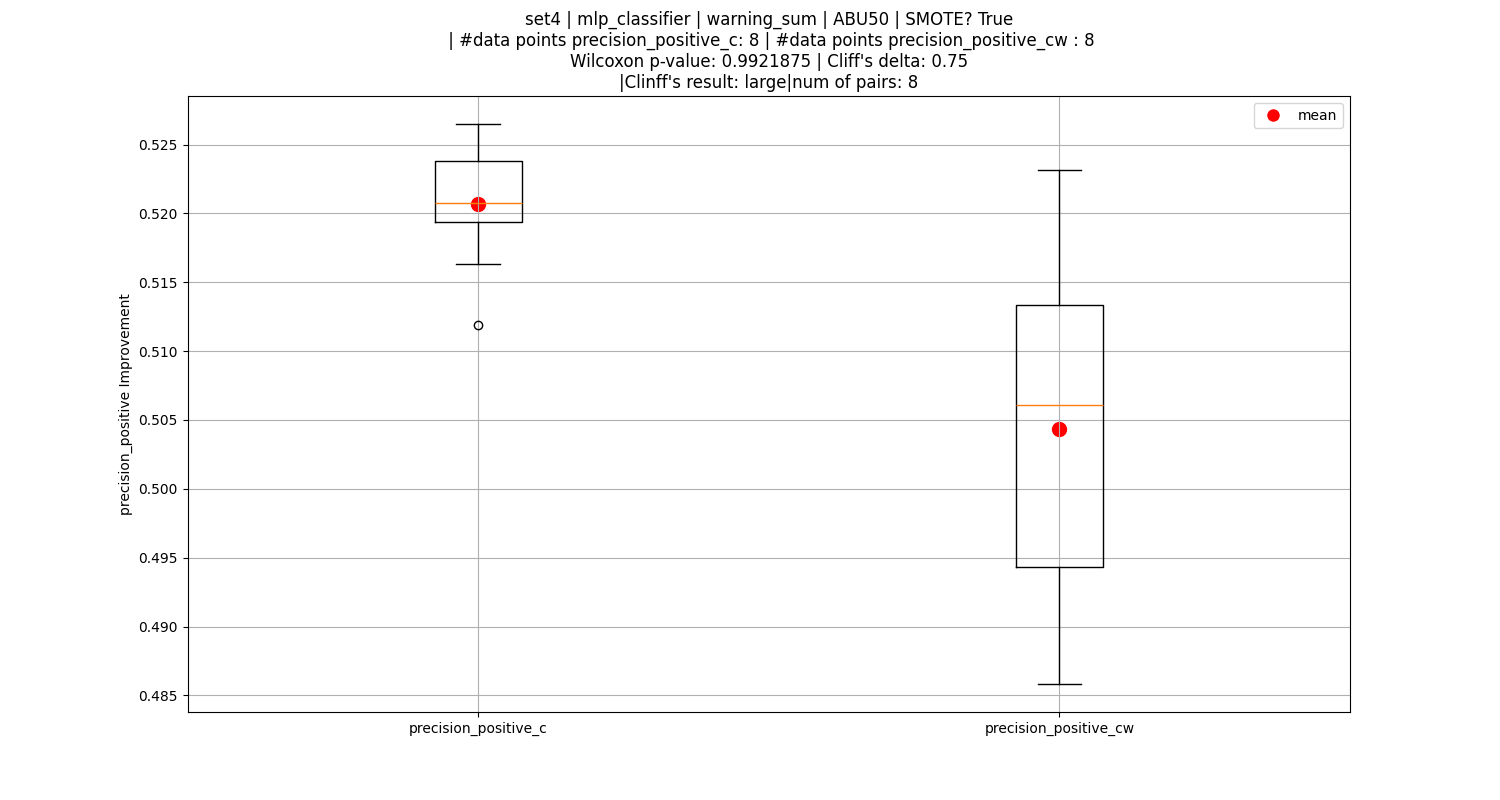 set4 | mlp_classifier | warning_sum | ABU50 | SMOTE? True
| #data points precision_positive_c: 8 | #data points precision_positive_cw : 8
Wilcoxon p-value: 0.9921875 | Cliff's delta: 0.75
|Clinff's result: large|num of pairs: 8
mean
0.525
0.520
0.515
0.510
0.505
0.500
0.495
0.490
0.485
precision_positive Improvement
precision_positive_c
precision_positive_cw